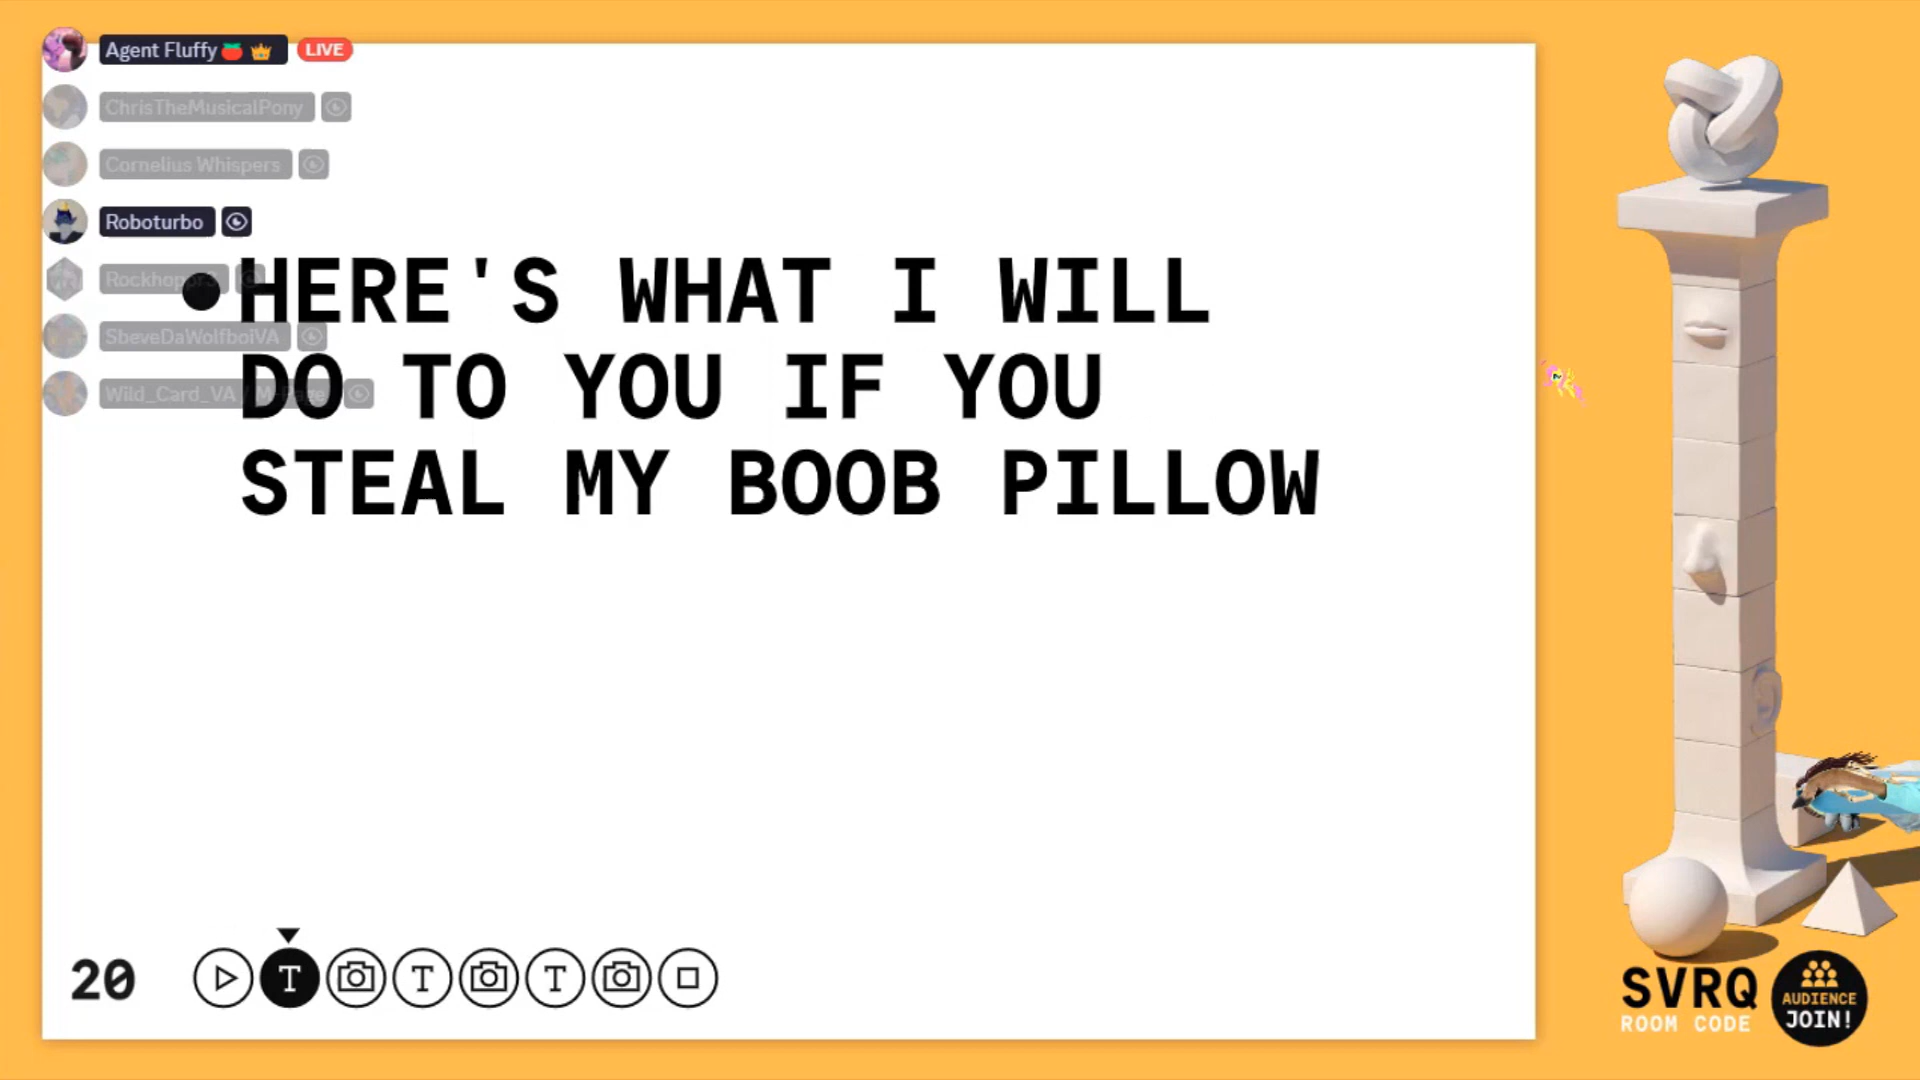 Agent Fluffy
LIVE
ChrisTheMusicalPony
Cornelius Whispers
Roboturbo
SbeveDaWolfboiVA
Wild_Card_VA /
HERE'S WHAT I WILL
DO TO YOU IF YOU
STEAL MY BOOB PILLOW
20
T
T
T
SVRQ
ROOM CODE
AUDIENCE
JOIN!